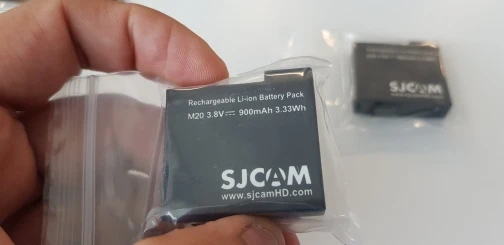 Rechargeable Li-ion Battery Pack
M20 3.8V⎓ 900mAh 3.33Wh
SJCAM
www.sjcamHD.com
SJCAM